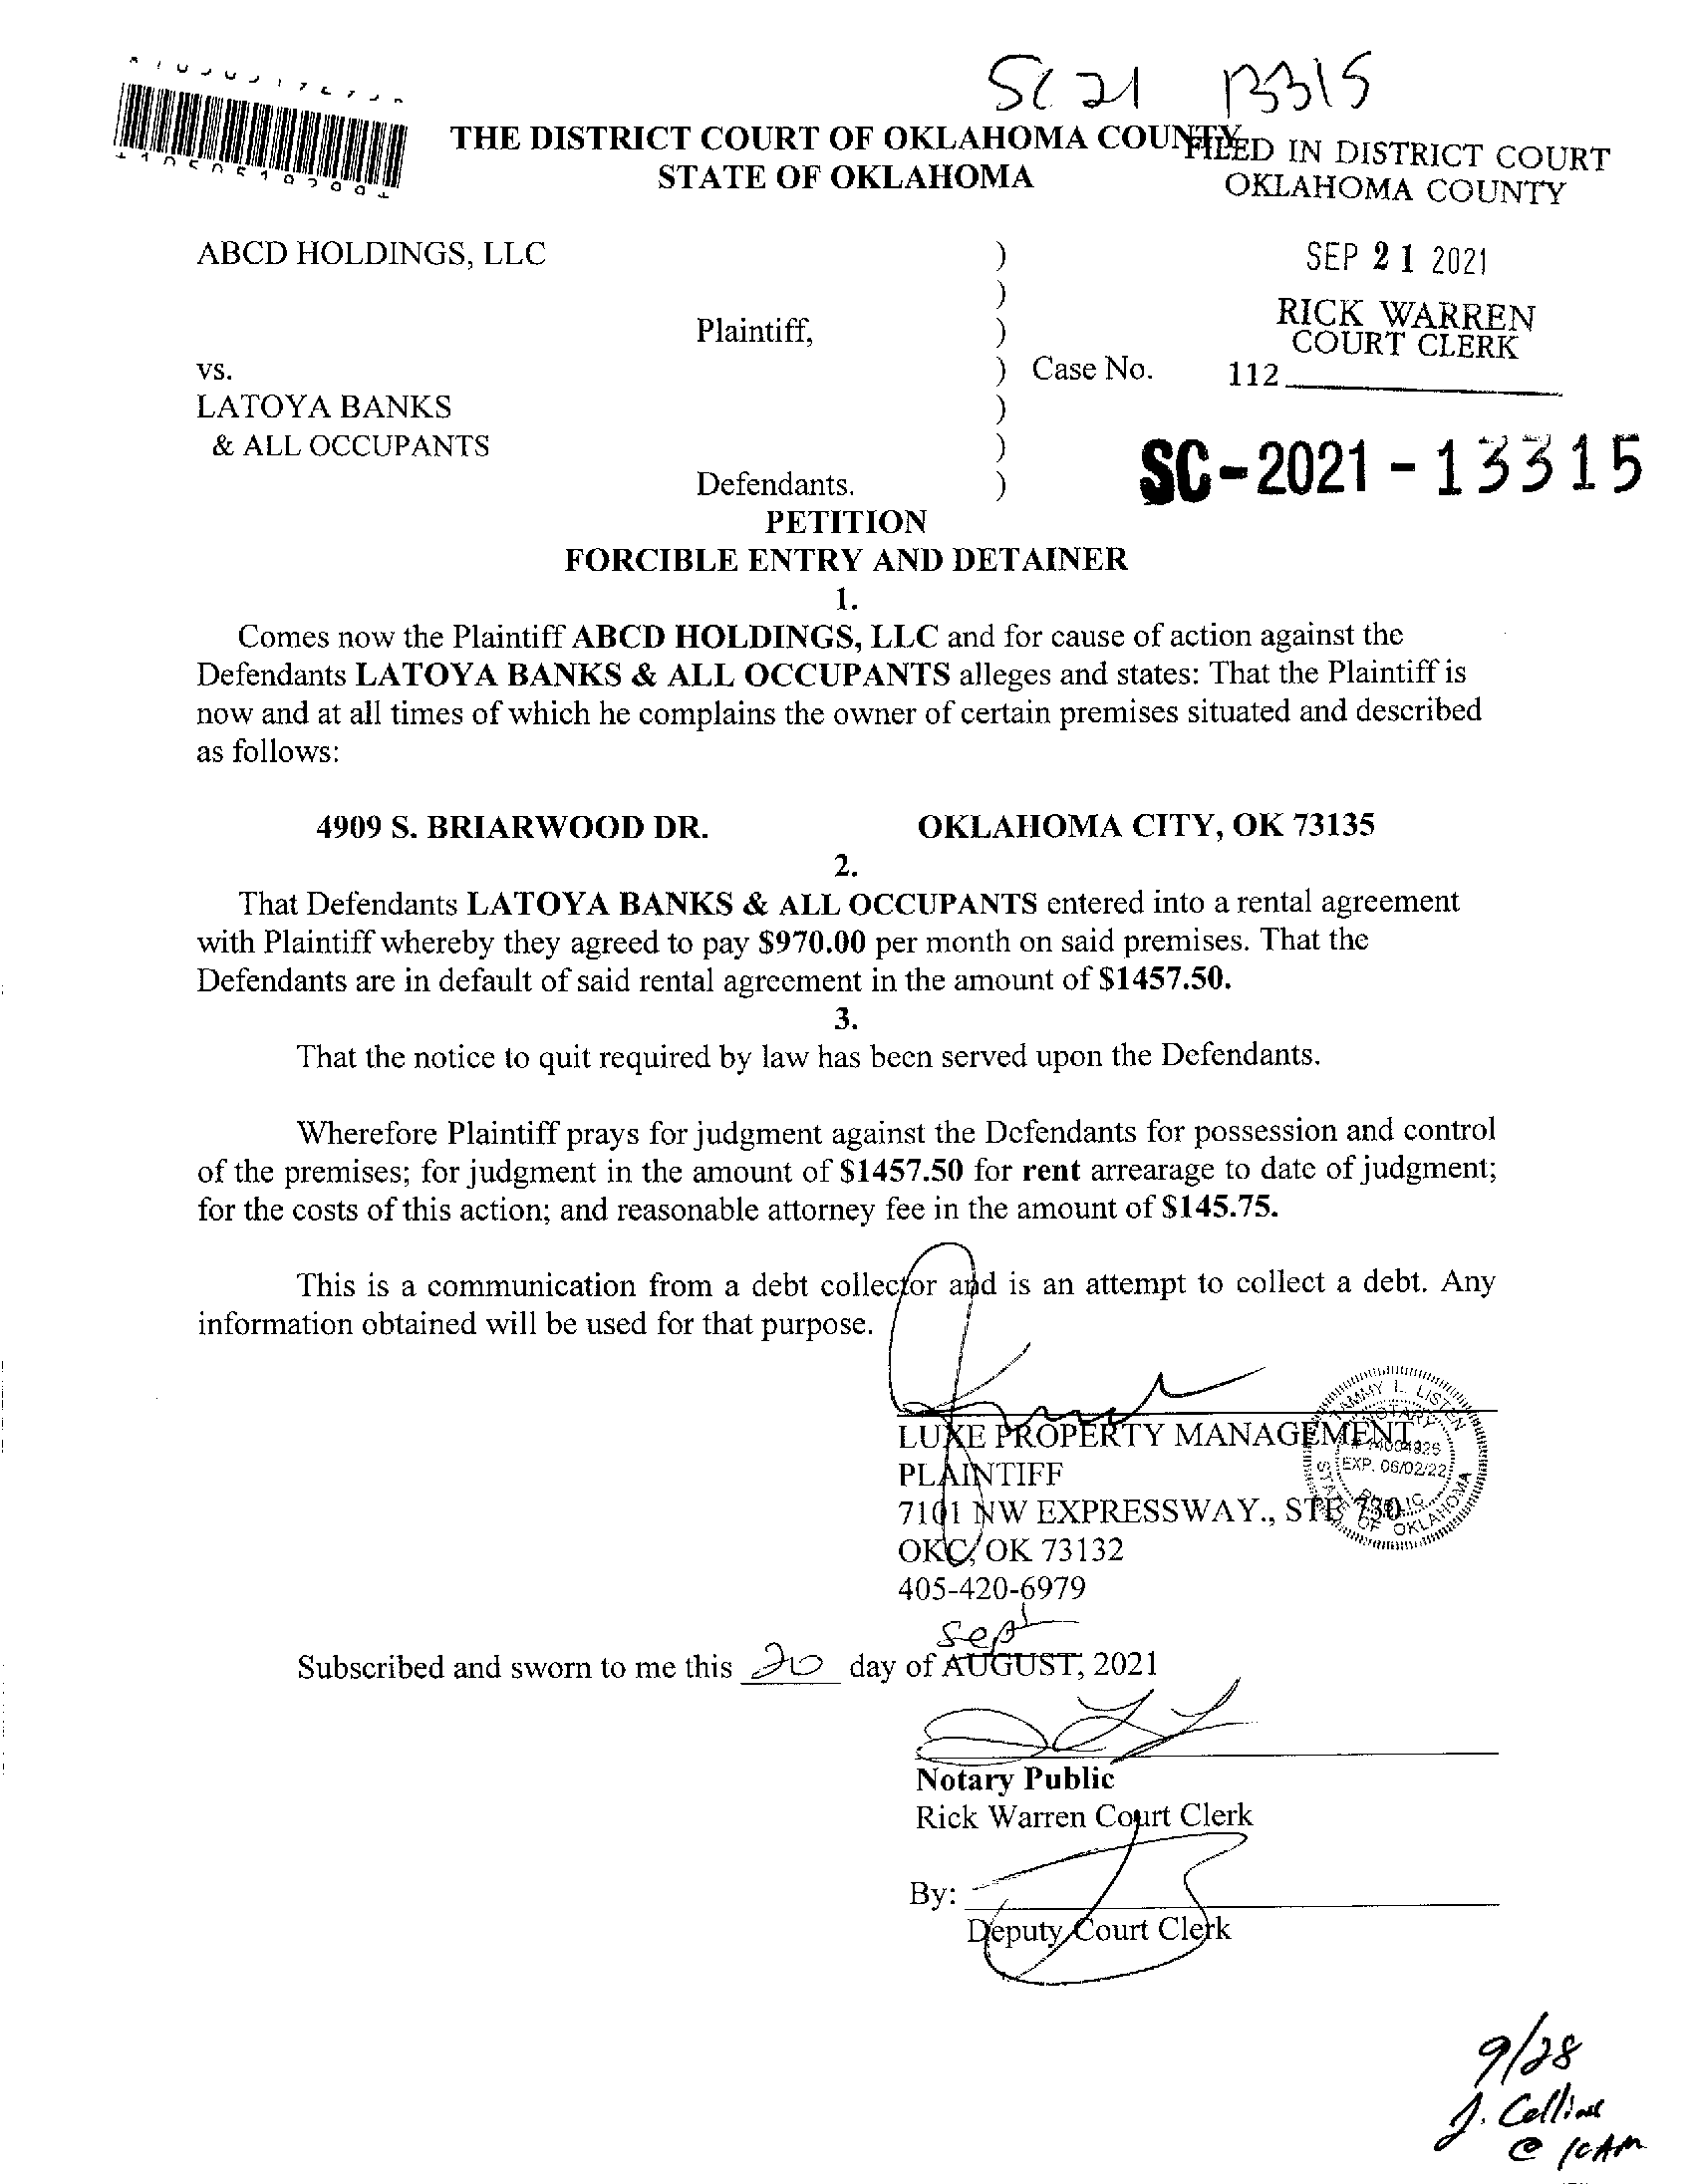 SC 21 13315
THE DISTRICT COURT OF OKLAHOMA COUNTY
STATE OF OKLAHOMA
FILED IN DISTRICT COURT
OKLAHOMA COUNTY
SEP 21 2021
RICK WARREN
COURT CLERK
112
ABCD HOLDINGS, LLC )
)
Plaintiff, )
vs. ) Case No.
LATOYA BANKS )
& ALL OCCUPANTS )
Defendants. )
SC-2021-13315
PETITION
FORCIBLE ENTRY AND DETAINER
1.
Comes now the Plaintiff ABCD HOLDINGS, LLC and for cause of action against the
Defendants LATOYA BANKS & ALL OCCUPANTS alleges and states: That the Plaintiff is
now and at all times of which he complains the owner of certain premises situated and described
as follows:
4909 S. BRIARWOOD DR. OKLAHOMA CITY, OK 73135
2.
That Defendants LATOYA BANKS & ALL OCCUPANTS entered into a rental agreement
with Plaintiff whereby they agreed to pay $970.00 per month on said premises. That the
Defendants are in default of said rental agreement in the amount of $1457.50.
3.
That the notice to quit required by law has been served upon the Defendants.
Wherefore Plaintiff prays for judgment against the Defendants for possession and control
of the premises; for judgment in the amount of $1457.50 for rent arrearage to date of judgment;
for the costs of this action; and reasonable attorney fee in the amount of $145.75.
This is a communication from a debt collector and is an attempt to collect a debt. Any
information obtained will be used for that purpose.
LUXE PROPERTY MANAGEMENT,
PLAINTIFF
7101 NW EXPRESSWAY., STE 730
OKC, OK 73132
405-420-6979
TAMMY L. LISTEN
NOTARY
EXP. 06/02/22
PUBLIC
STATE OF OKLAHOMA
Sept
Subscribed and sworn to me this 20 day of AUGUST, 2021
Notary Public
Rick Warren Court Clerk
By:
Deputy Court Clerk
9/28
J. Collins
@ 10AM